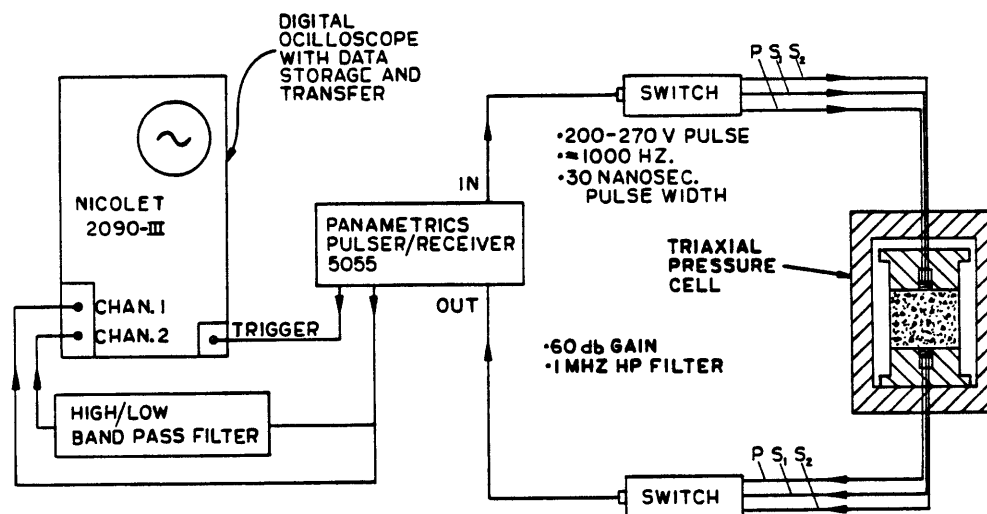 DIGITAL
OCILLOSCOPE
WITH DATA
STORAGE AND
TRANSFER
NICOLET
2090-III
CHAN. 1
CHAN. 2
TRIGGER
HIGH/LOW
BAND PASS FILTER
PANAMETRICS
PULSER/RECEIVER
5055
IN
OUT
P S₁ S₂
SWITCH
•200-270 V PULSE
•≈1000 HZ.
•30 NANOSEC.
PULSE WIDTH
TRIAXIAL
PRESSURE
CELL
•60 db GAIN
•1 MHZ HP FILTER
P S₁ S₂
SWITCH